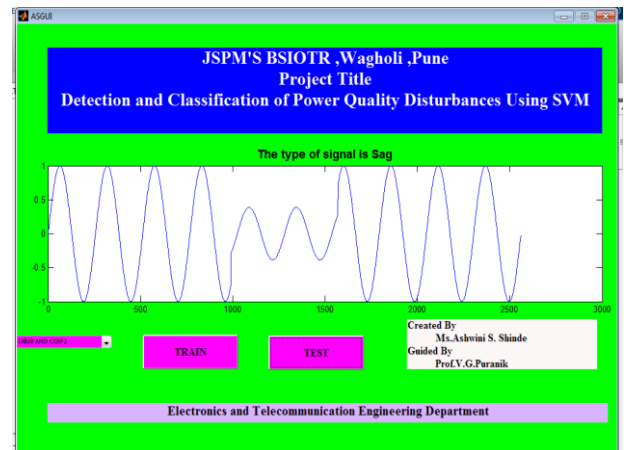 ASGUI
JSPM'S BSIOTR ,Wagholi ,Pune
Project Title
Detection and Classification of Power Quality Disturbances Using SVM
The type of signal is Sag
1
0.5
0
-0.5
-1
0 500 1000 1500 2000 2500 3000
AND COIF2
TRAIN
TEST
Created By
Ms.Ashwini S. Shinde
Guided By
Prof.V.G.Puranik
Electronics and Telecommunication Engineering Department